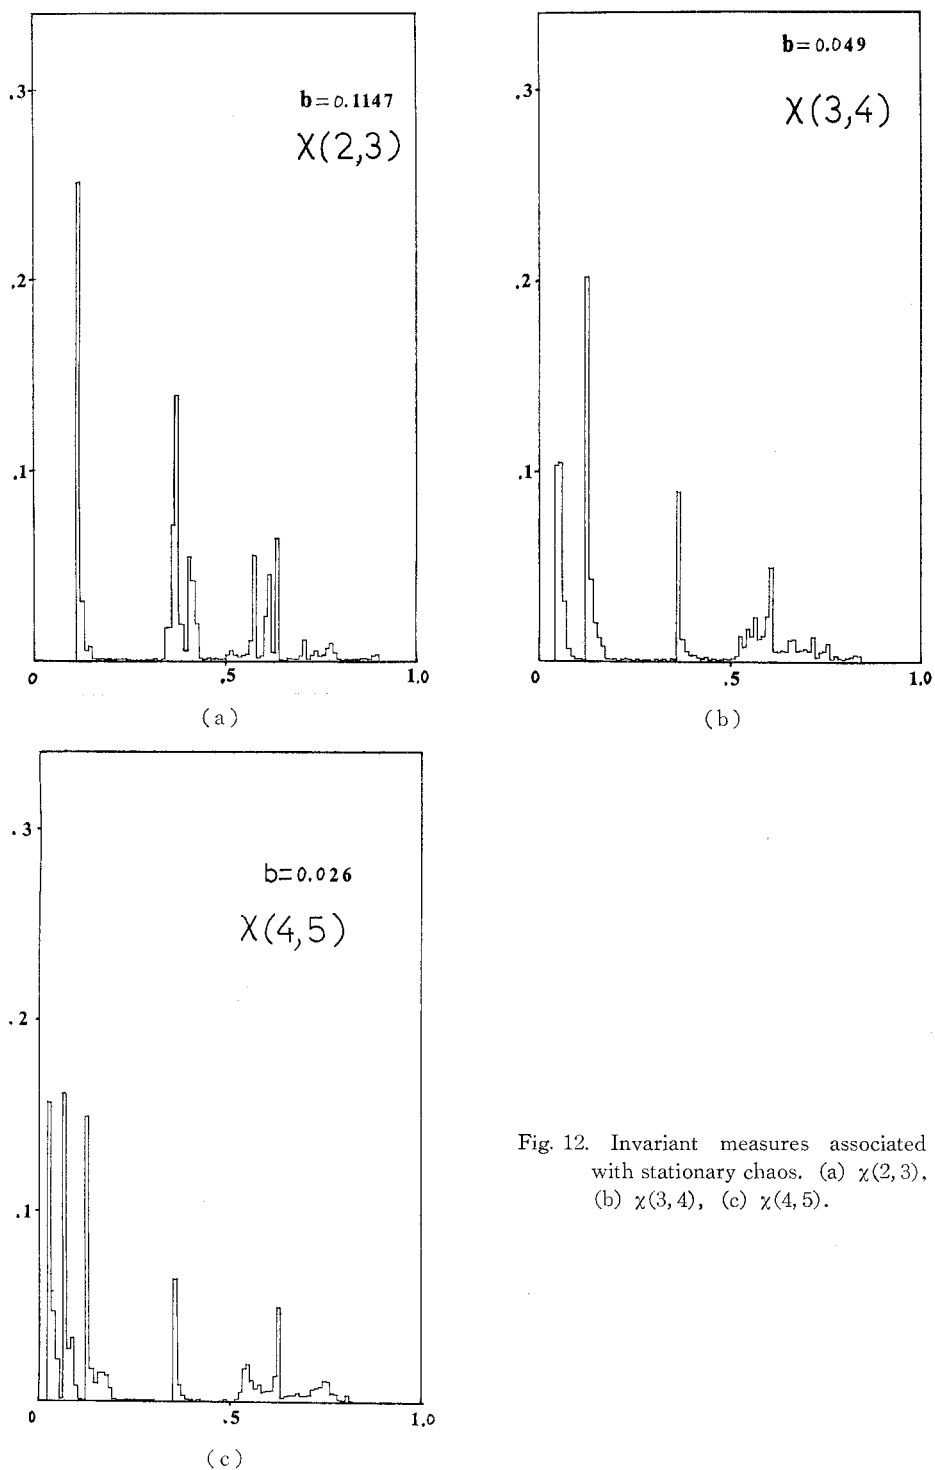 b=0.1147
χ(2,3)
.3
.2
.1
0
.5
1.0
(a)
b=0.049
χ(3,4)
.3
.2
.1
0
.5
1.0
(b)
b=0.026
χ(4,5)
.3
.2
.1
0
.5
1.0
(c)
Fig. 12. Invariant measures associated
with stationary chaos. (a) χ(2,3),
(b) χ(3,4), (c) χ(4,5).